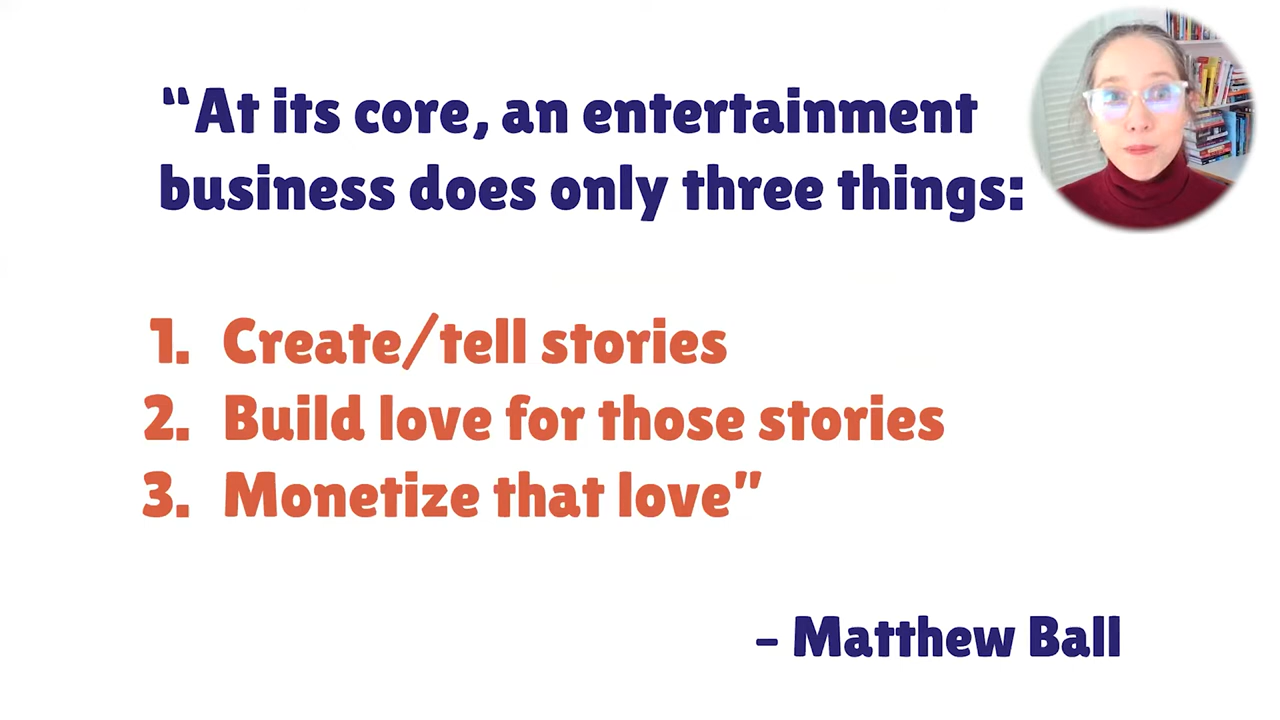 “At its core, an entertainment
business does only three things:
1. Create/tell stories
2. Build love for those stories
3. Monetize that love”
– Matthew Ball